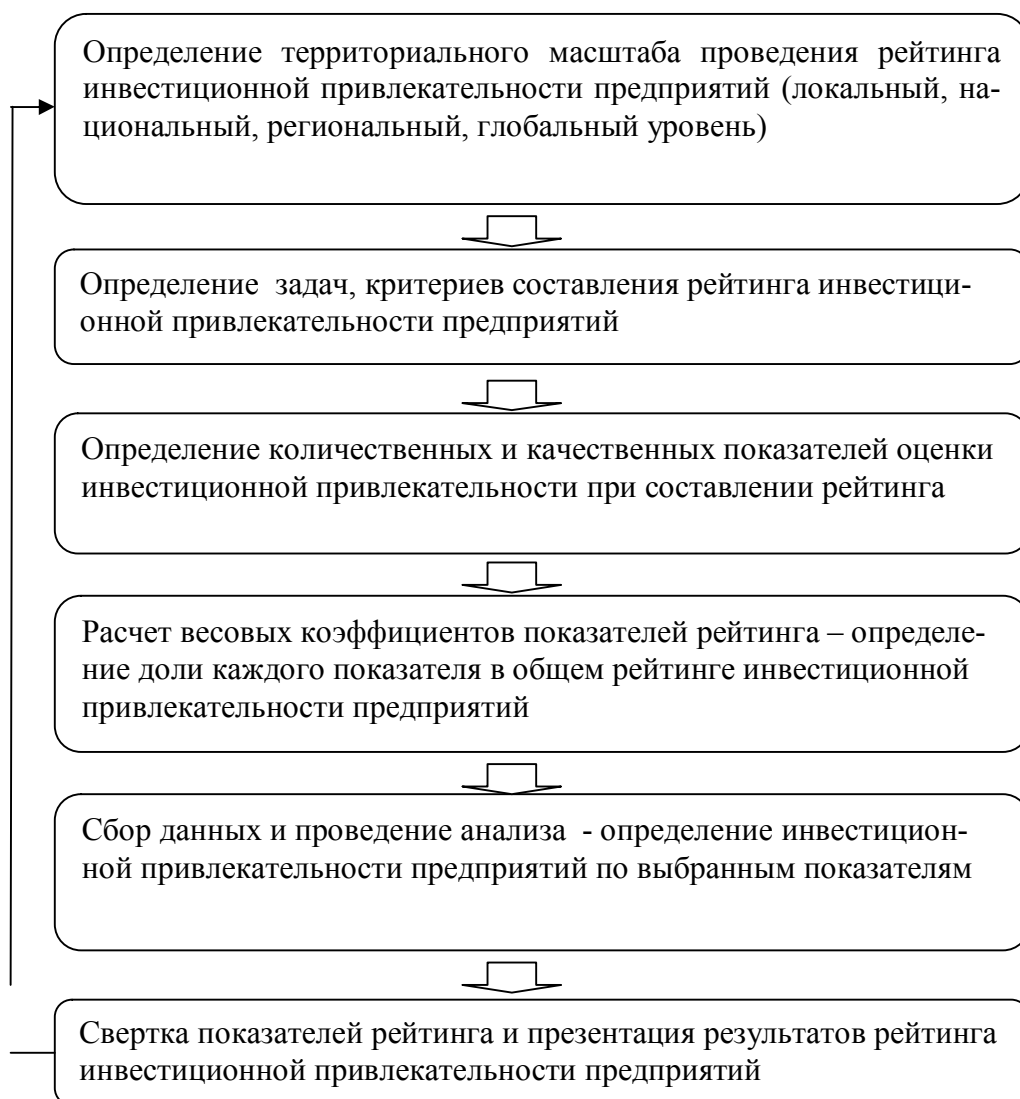 Определение территориального масштаба проведения рейтинга
инвестиционной привлекательности предприятий (локальный, на-
циональный, региональный, глобальный уровень)
Определение  задач, критериев составления рейтинга инвестици-
онной привлекательности предприятий
Определение количественных и качественных показателей оценки
инвестиционной привлекательности при составлении рейтинга
Расчет весовых коэффициентов показателей рейтинга – определе-
ние доли каждого показателя в общем рейтинге инвестиционной
привлекательности предприятий
Сбор данных и проведение анализа  - определение инвестицион-
ной привлекательности предприятий по выбранным показателям
Свертка показателей рейтинга и презентация результатов рейтинга
инвестиционной привлекательности предприятий